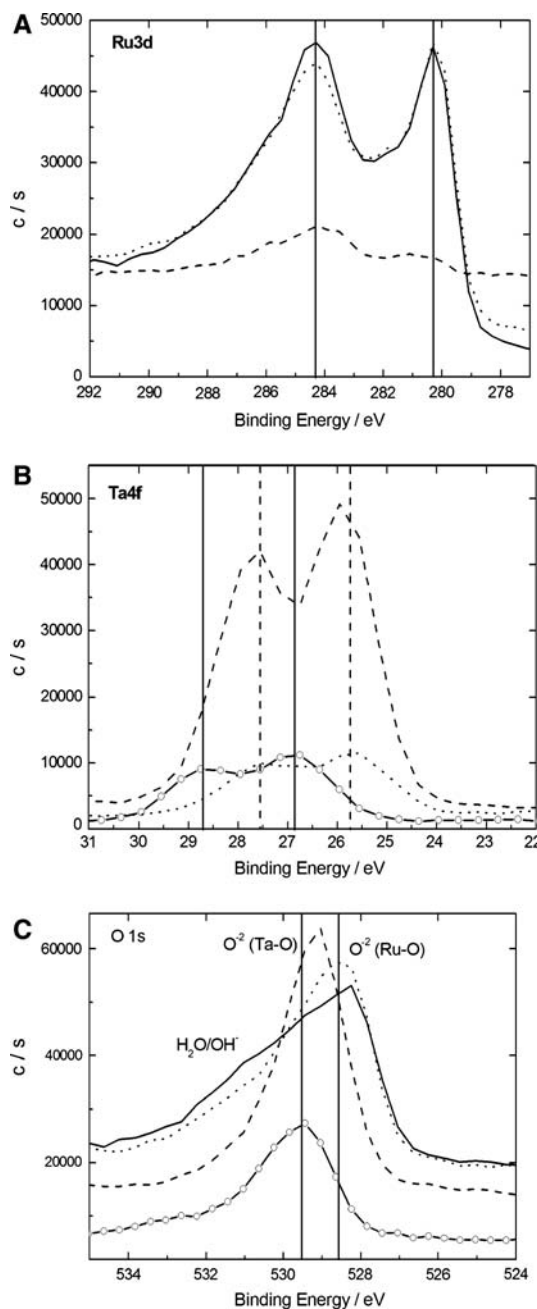 A
Ru3d
50000
40000
30000
20000
10000
0
c / s
292 290 288 286 284 282 280 278
Binding Energy / eV
B
Ta4f
50000
40000
30000
20000
10000
0
c / s
31 30 29 28 27 26 25 24 23 22
Binding Energy / eV
C
O 1s
O⁻² (Ta-O)
O⁻² (Ru-O)
H₂O/OH⁻
60000
40000
20000
c / s
534 532 530 528 526 524
Binding Energy / eV